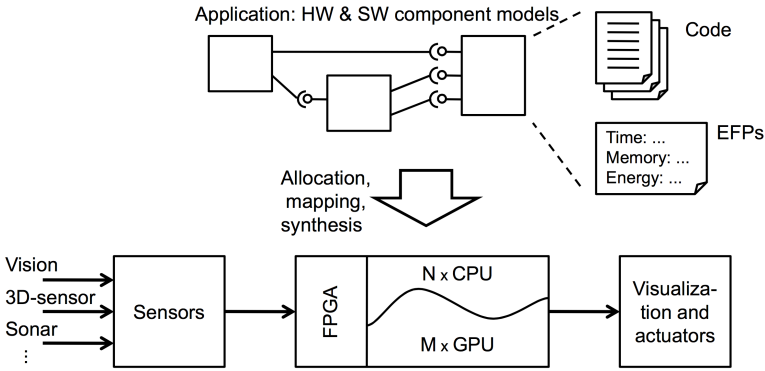 Application: HW & SW component models
Code
EFPs
Time: ...
Memory: ...
Energy: ...
Allocation,
mapping,
synthesis
Vision
3D-sensor
Sonar
⋮
Sensors
FPGA
N x CPU
M x GPU
Visualiza-
tion and
actuators